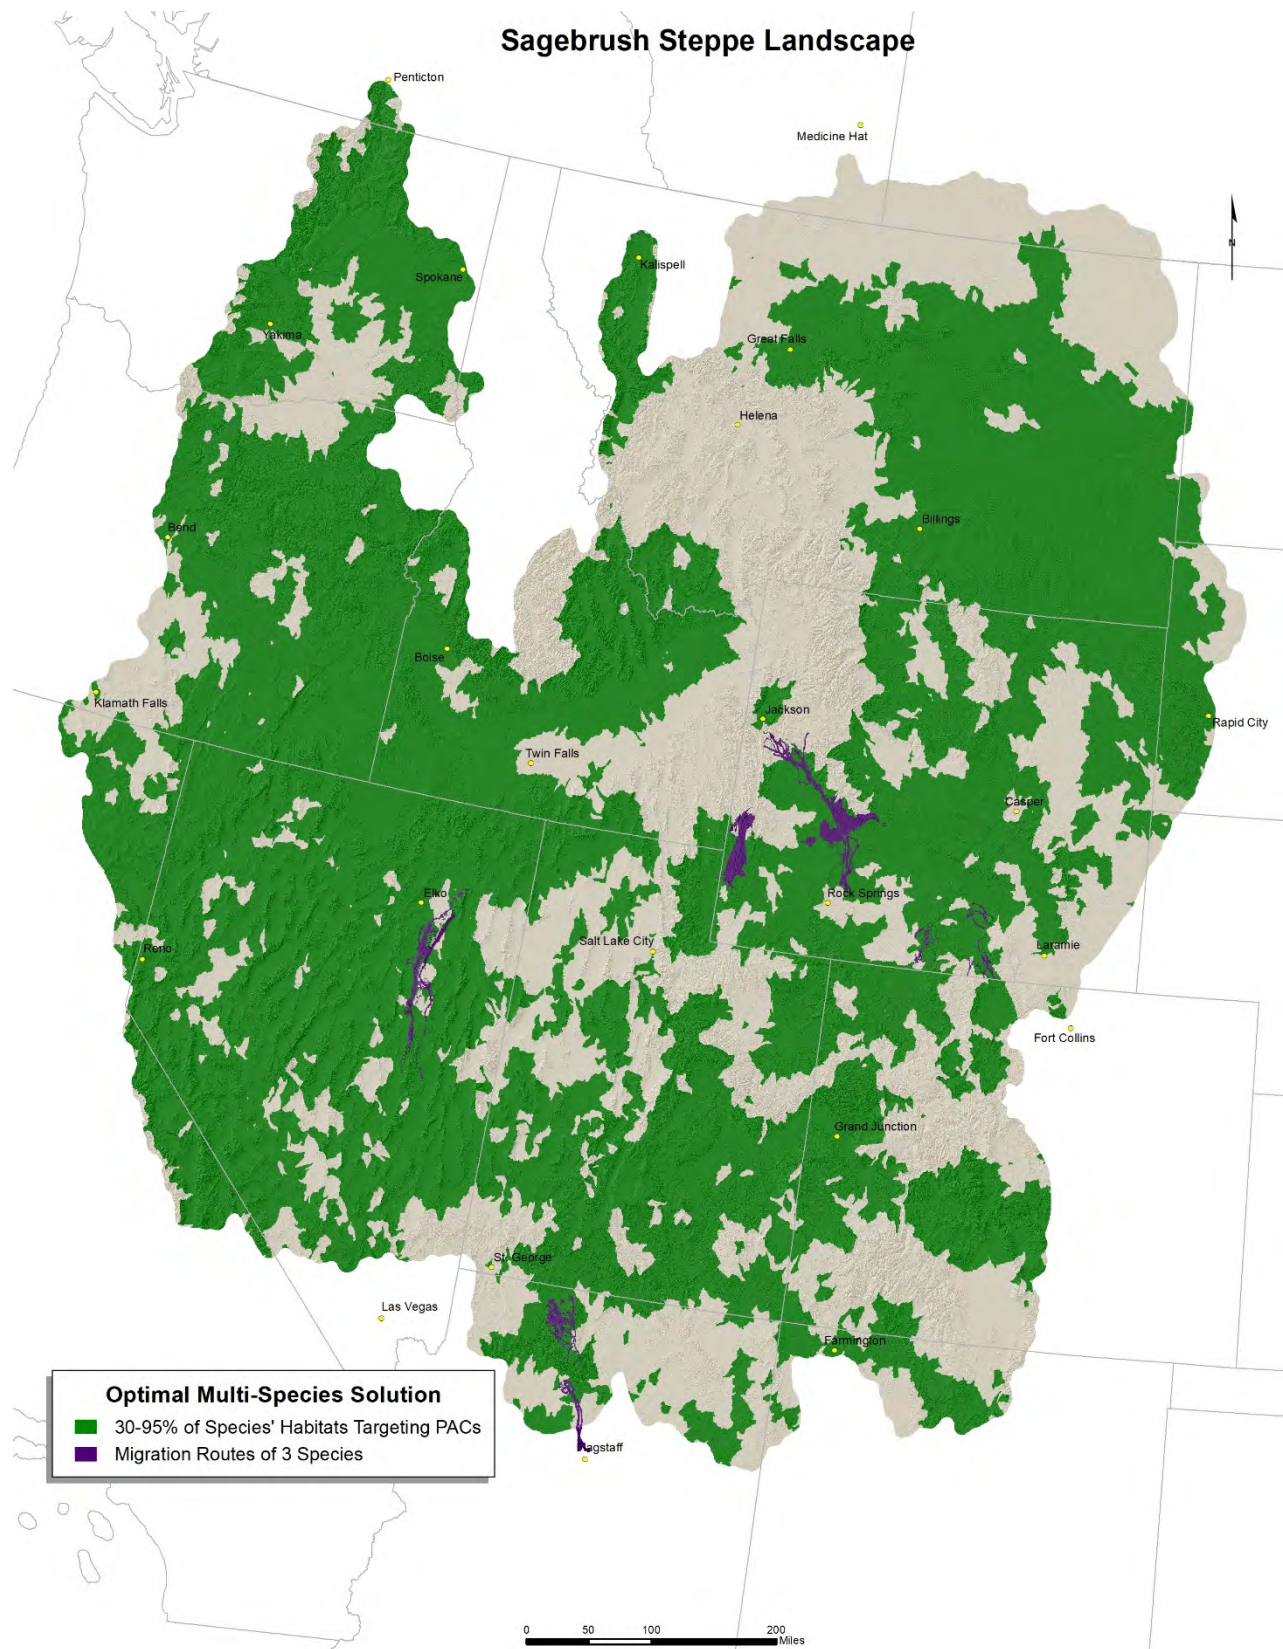 Sagebrush Steppe Landscape
Penticton
Medicine Hat
N
Spokane
Kalispell
Yakima
Great Falls
Helena
Bend
Billings
Boise
Klamath Falls
Jackson
Rapid City
Twin Falls
Casper
Elko
Rock Springs
Reno
Salt Lake City
Laramie
Fort Collins
Grand Junction
St. George
Las Vegas
Farmington
Flagstaff
Optimal Multi-Species Solution
30-95% of Species' Habitats Targeting PACs
Migration Routes of 3 Species
0 50 100 200
Miles